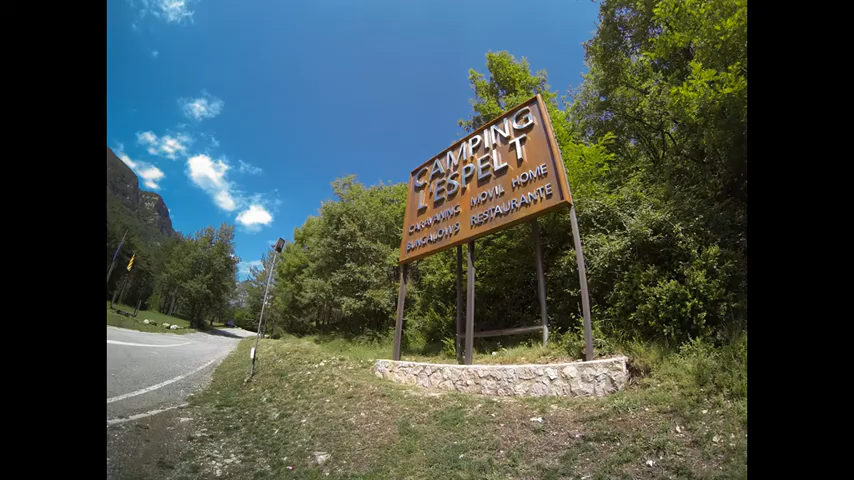 CAMPING
L'ESPELT
CARAVANING MOVIL HOME
BUNGALOWS RESTAURANTE